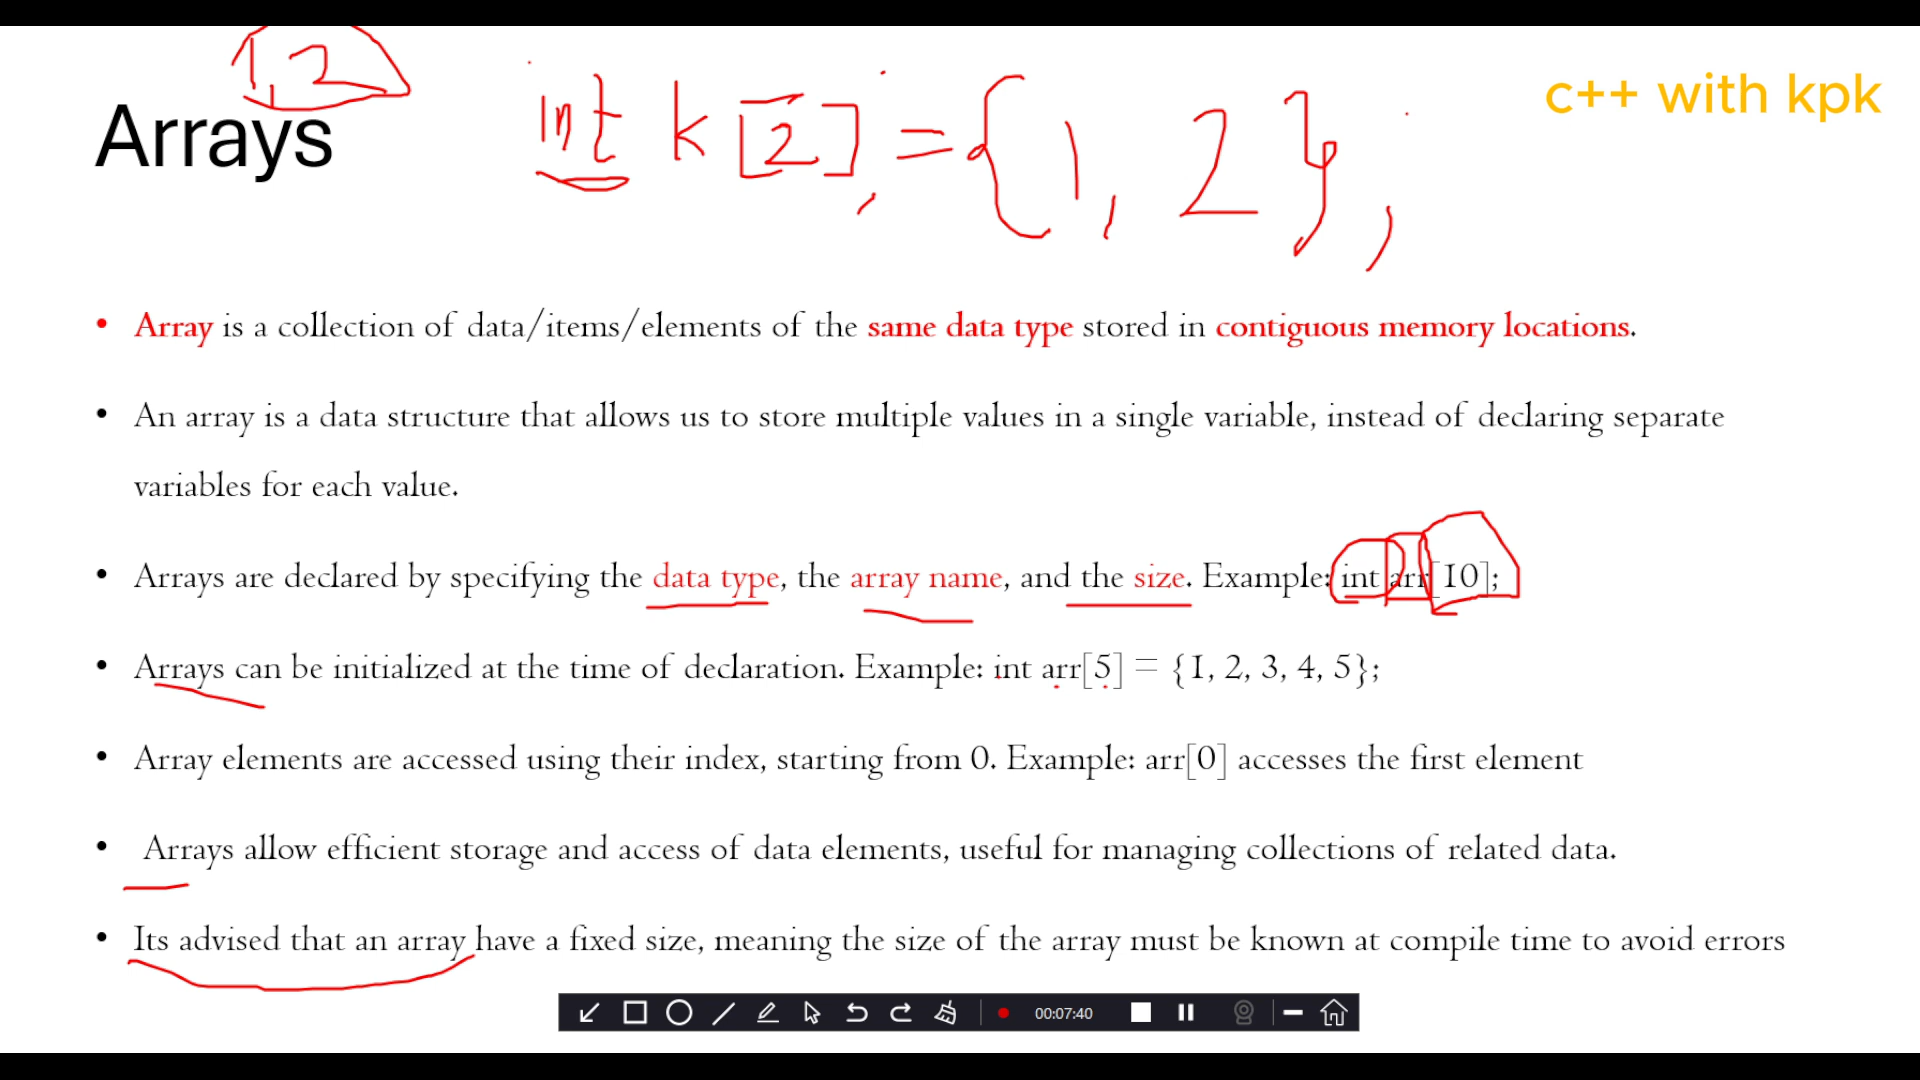 1,2
int k[2];={1, 2};
c++ with kpk
Arrays
• Array is a collection of data/items/elements of the same data type stored in contiguous memory locations.
• An array is a data structure that allows us to store multiple values in a single variable, instead of declaring separate
variables for each value.
• Arrays are declared by specifying the data type, the array name, and the size. Example: int arr[10];
• Arrays can be initialized at the time of declaration. Example: int arr[5] = {1, 2, 3, 4, 5};
• Array elements are accessed using their index, starting from 0. Example: arr[0] accesses the first element
• Arrays allow efficient storage and access of data elements, useful for managing collections of related data.
• Its advised that an array have a fixed size, meaning the size of the array must be known at compile time to avoid errors
00:07:40